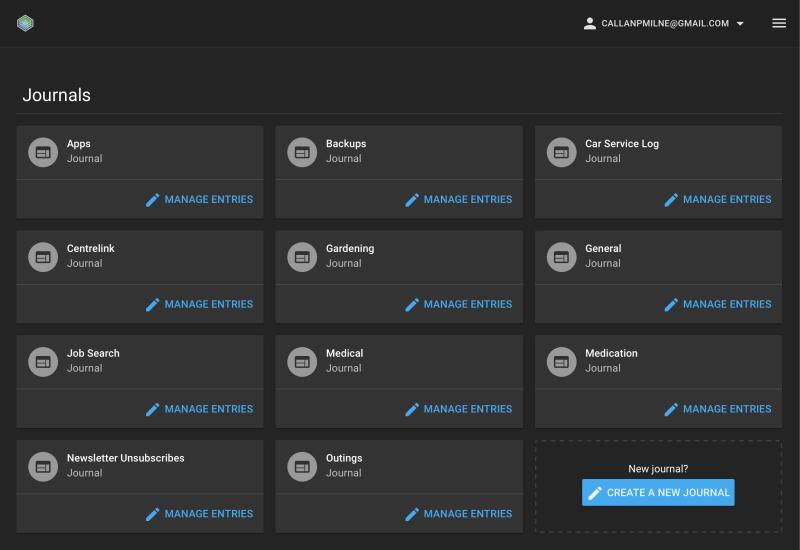 CALLANPMILNE@GMAIL.COM
Journals
Apps
Journal
MANAGE ENTRIES
Backups
Journal
MANAGE ENTRIES
Car Service Log
Journal
MANAGE ENTRIES
Centrelink
Journal
MANAGE ENTRIES
Gardening
Journal
MANAGE ENTRIES
General
Journal
MANAGE ENTRIES
Job Search
Journal
MANAGE ENTRIES
Medical
Journal
MANAGE ENTRIES
Medication
Journal
MANAGE ENTRIES
Newsletter Unsubscribes
Journal
MANAGE ENTRIES
Outings
Journal
MANAGE ENTRIES
New journal?
CREATE A NEW JOURNAL